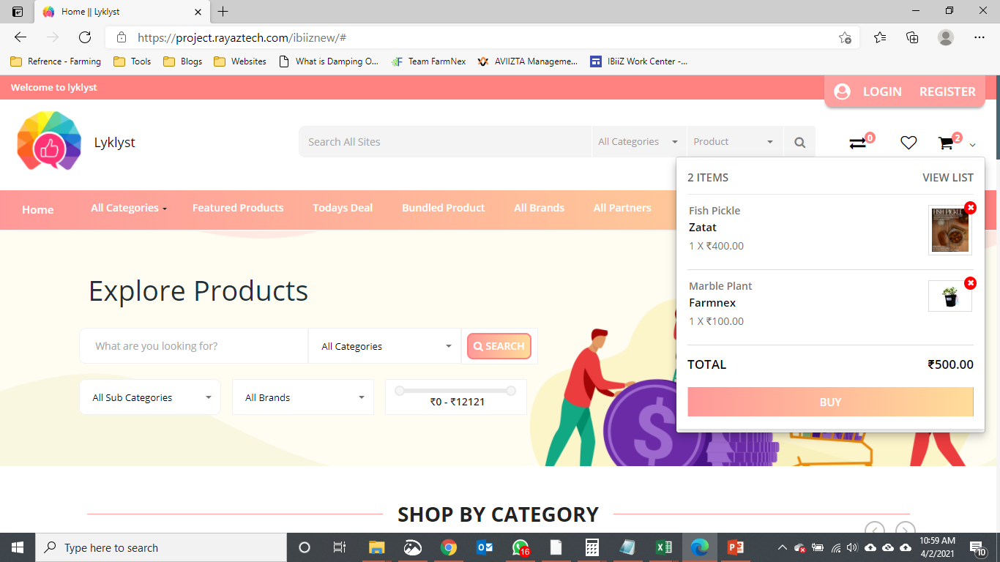 Home || Lyklyst
https://project.rayaztech.com/ibiiznew/#
Refrence - Farming
Tools
Blogs
Websites
What is Damping O...
Team FarmNex
AVIIZTA Manageme...
IBiiZ Work Center -...
Welcome to lyklyst
LOGIN
REGISTER
Lyklyst
Search All Sites
All Categories
Product
0
2
Home
All Categories
Featured Products
Todays Deal
Bundled Product
All Brands
All Partners
2 ITEMS
VIEW LIST
Fish Pickle
Zatat
1 X ₹400.00
FISH PICKLE
Marble Plant
Farmnex
1 X ₹100.00
TOTAL
₹500.00
BUY
Explore Products
What are you looking for?
All Categories
SEARCH
All Sub Categories
All Brands
₹0 - ₹12121
$
SHOP BY CATEGORY
Type here to search
16
10:59 AM
4/2/2021
10